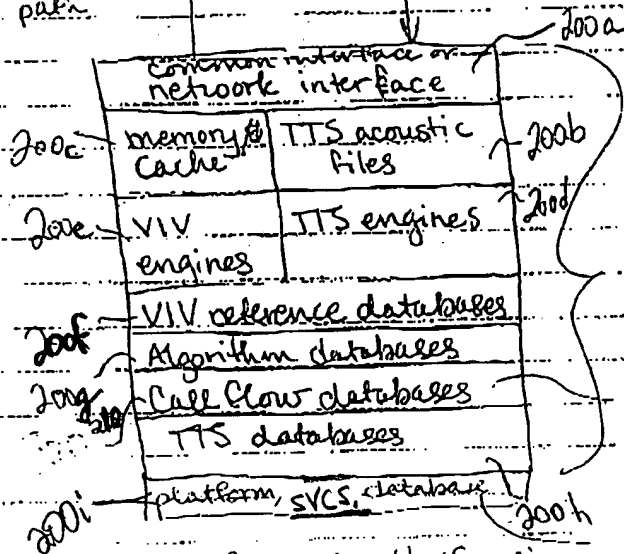 path
200a
common interface or
network interface
200c
memory &
cache
TTS acoustic
files
200b
200e
VIV
engines
TTS engines
200d
200f
VIV reference databases
Algorithm databases
200g
210
Call flow databases
TTS databases
200i
platform, SVCS, database
200h